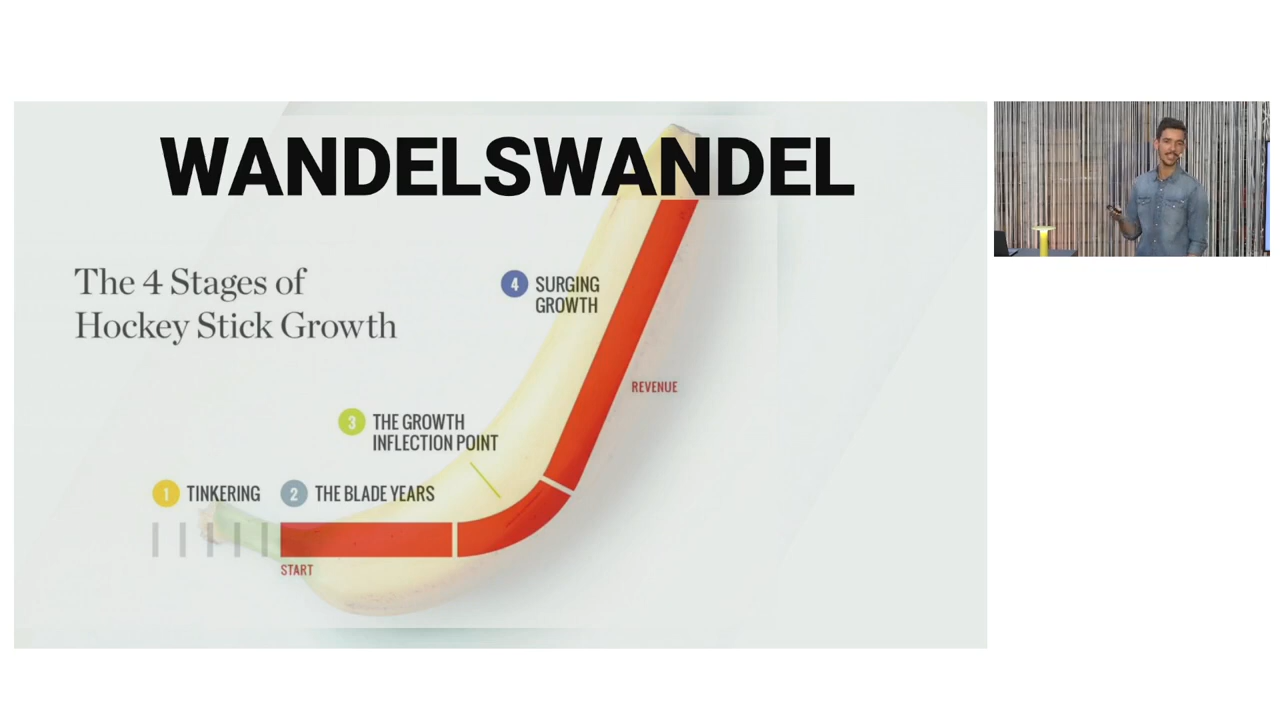 WANDELSWANDEL
The 4 Stages of
Hockey Stick Growth
4 SURGING
GROWTH
REVENUE
3 THE GROWTH
INFLECTION POINT
1 TINKERING
2 THE BLADE YEARS
START